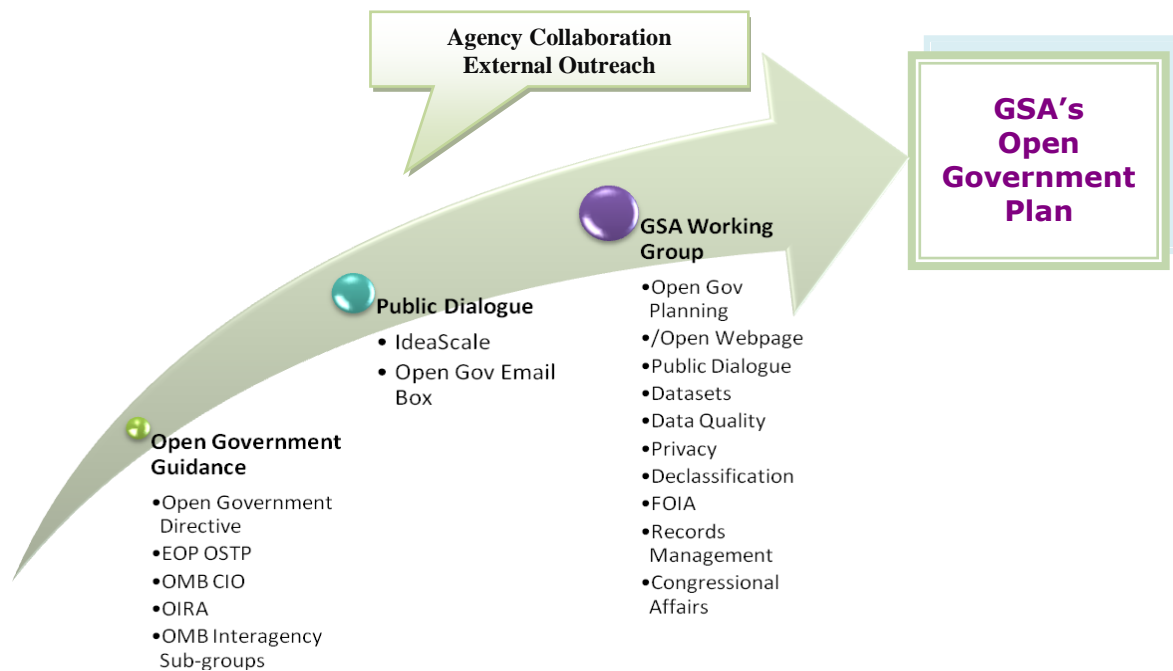 Agency Collaboration
External Outreach
GSA’s
Open
Government
Plan
GSA Working
Group
•Open Gov
Planning
•/Open Webpage
•Public Dialogue
•Datasets
•Data Quality
•Privacy
•Declassification
•FOIA
•Records
Management
•Congressional
Affairs
Public Dialogue
• IdeaScale
• Open Gov Email
Box
Open Government
Guidance
•Open Government
Directive
•EOP OSTP
•OMB CIO
•OIRA
•OMB Interagency
Sub-groups